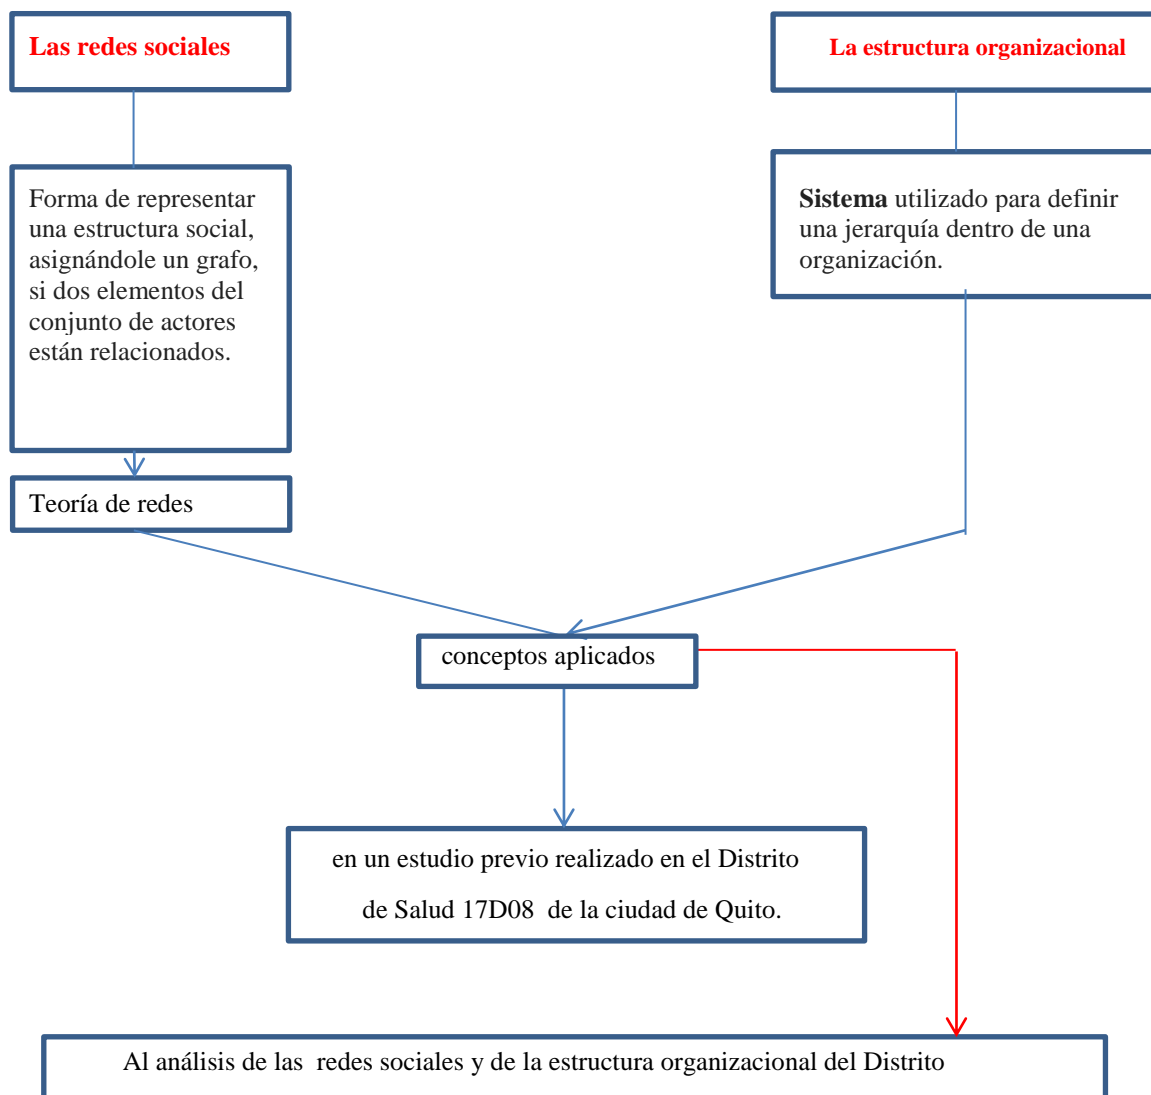 Las redes sociales
La estructura organizacional
Forma de representar
una estructura social,
asignándole un grafo,
si dos elementos del
conjunto de actores
están relacionados.
Sistema utilizado para definir
una jerarquía dentro de una
organización.
Teoría de redes
conceptos aplicados
en un estudio previo realizado en el Distrito
de Salud 17D08 de la ciudad de Quito.
Al análisis de las redes sociales y de la estructura organizacional del Distrito